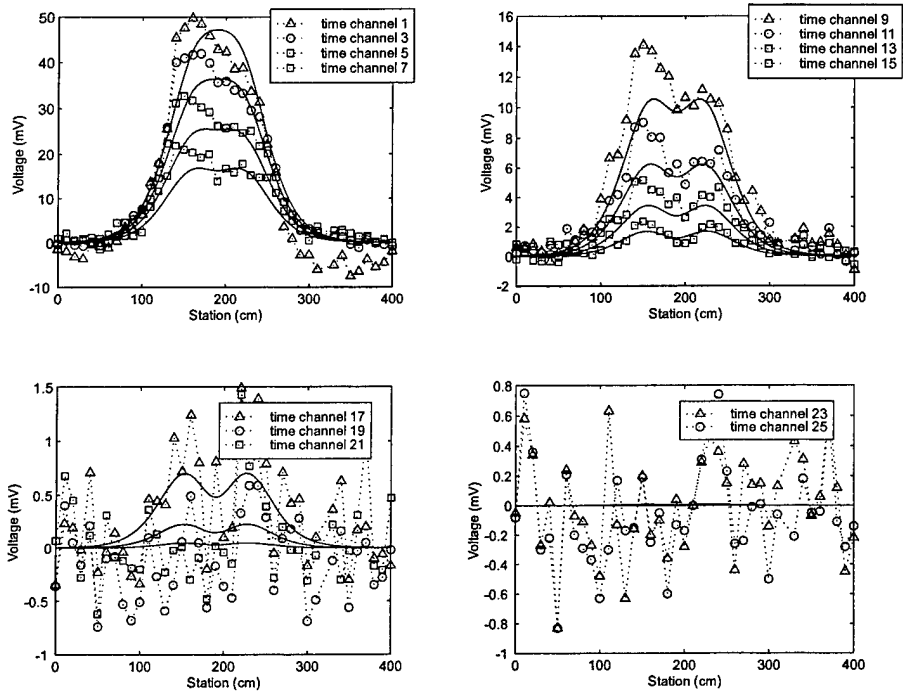 50
40
30
20
10
0
-10
Voltage (mV)
0
100
200
300
400
Station (cm)
time channel 1
time channel 3
time channel 5
time channel 7
16
14
12
10
8
6
4
2
0
-2
Voltage (mV)
0
100
200
300
400
Station (cm)
time channel 9
time channel 11
time channel 13
time channel 15
1.5
1
0.5
0
-0.5
-1
Voltage (mV)
0
100
200
300
400
Station (cm)
time channel 17
time channel 19
time channel 21
0.8
0.6
0.4
0.2
0
-0.2
-0.4
-0.6
-0.8
-1
Voltage (mV)
0
100
200
300
400
Station (cm)
time channel 23
time channel 25